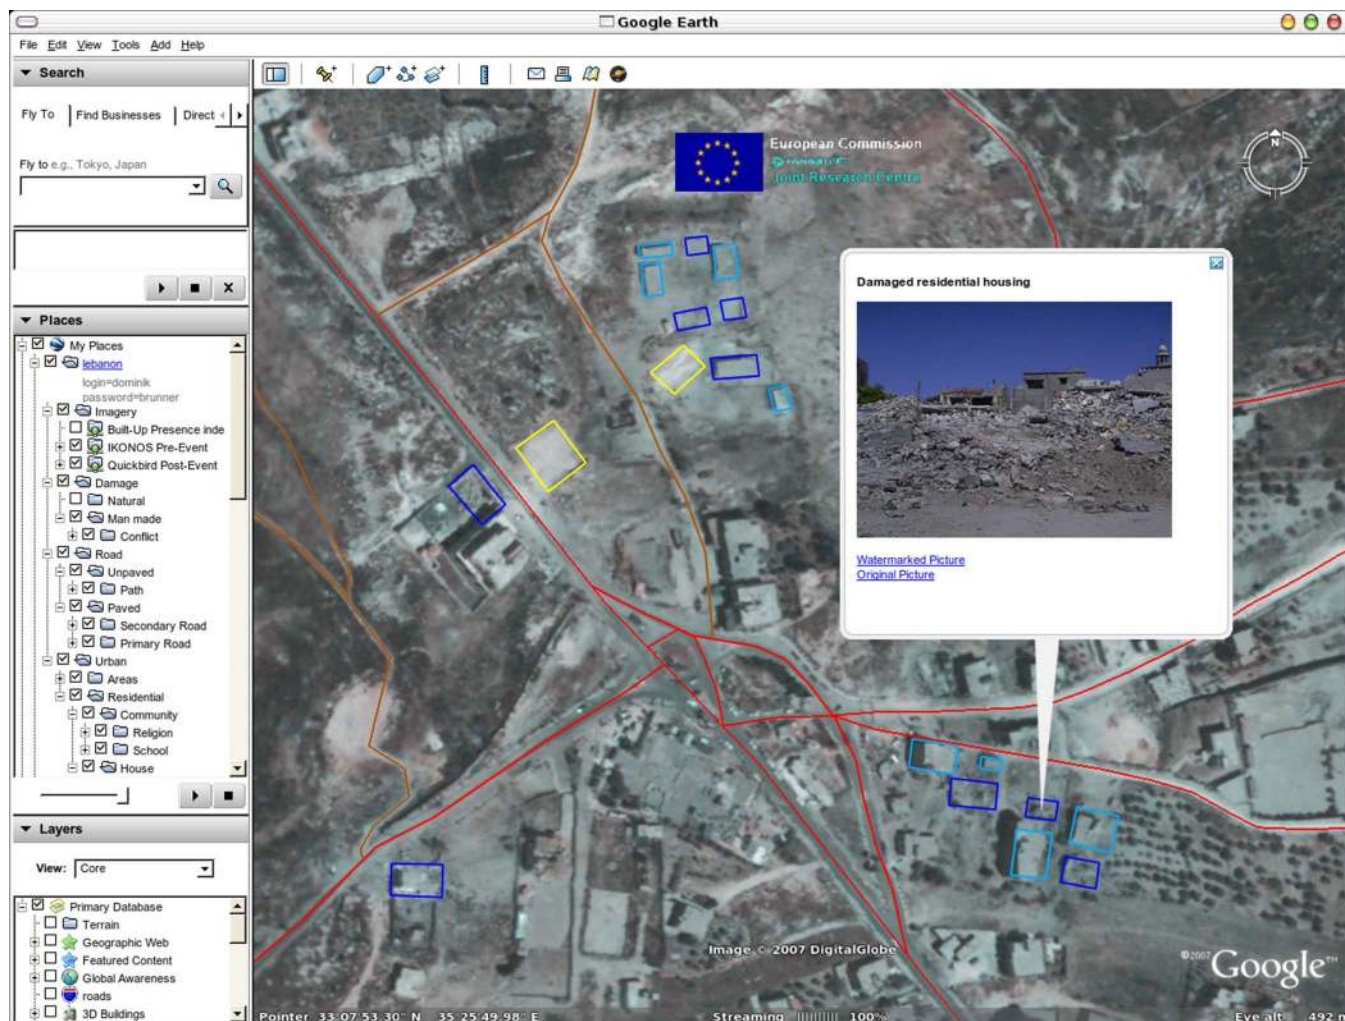 Google Earth
File Edit View Tools Add Help
Search
Fly To Find Businesses Direct
Fly to e.g., Tokyo, Japan
Places
My Places
lebanon
login=dominik
password=brunner
Imagery
Built-Up Presence inde
IKONOS Pre-Event
Quickbird Post-Event
Damage
Natural
Man made
Conflict
Road
Unpaved
Path
Paved
Secondary Road
Primary Road
Urban
Areas
Residential
Community
Religion
School
House
Layers
View: Core
Primary Database
Terrain
Geographic Web
Featured Content
Global Awareness
roads
3D Buildings
European Commission
Joint Research Centre
N
Damaged residential housing
Watermarked Picture
Original Picture
Image © 2007 DigitalGlobe
©2007 Google™
Pointer 33 07'53.30" N 35 25'49.98" E
Streaming |||||||||| 100%
Eye alt 492 m